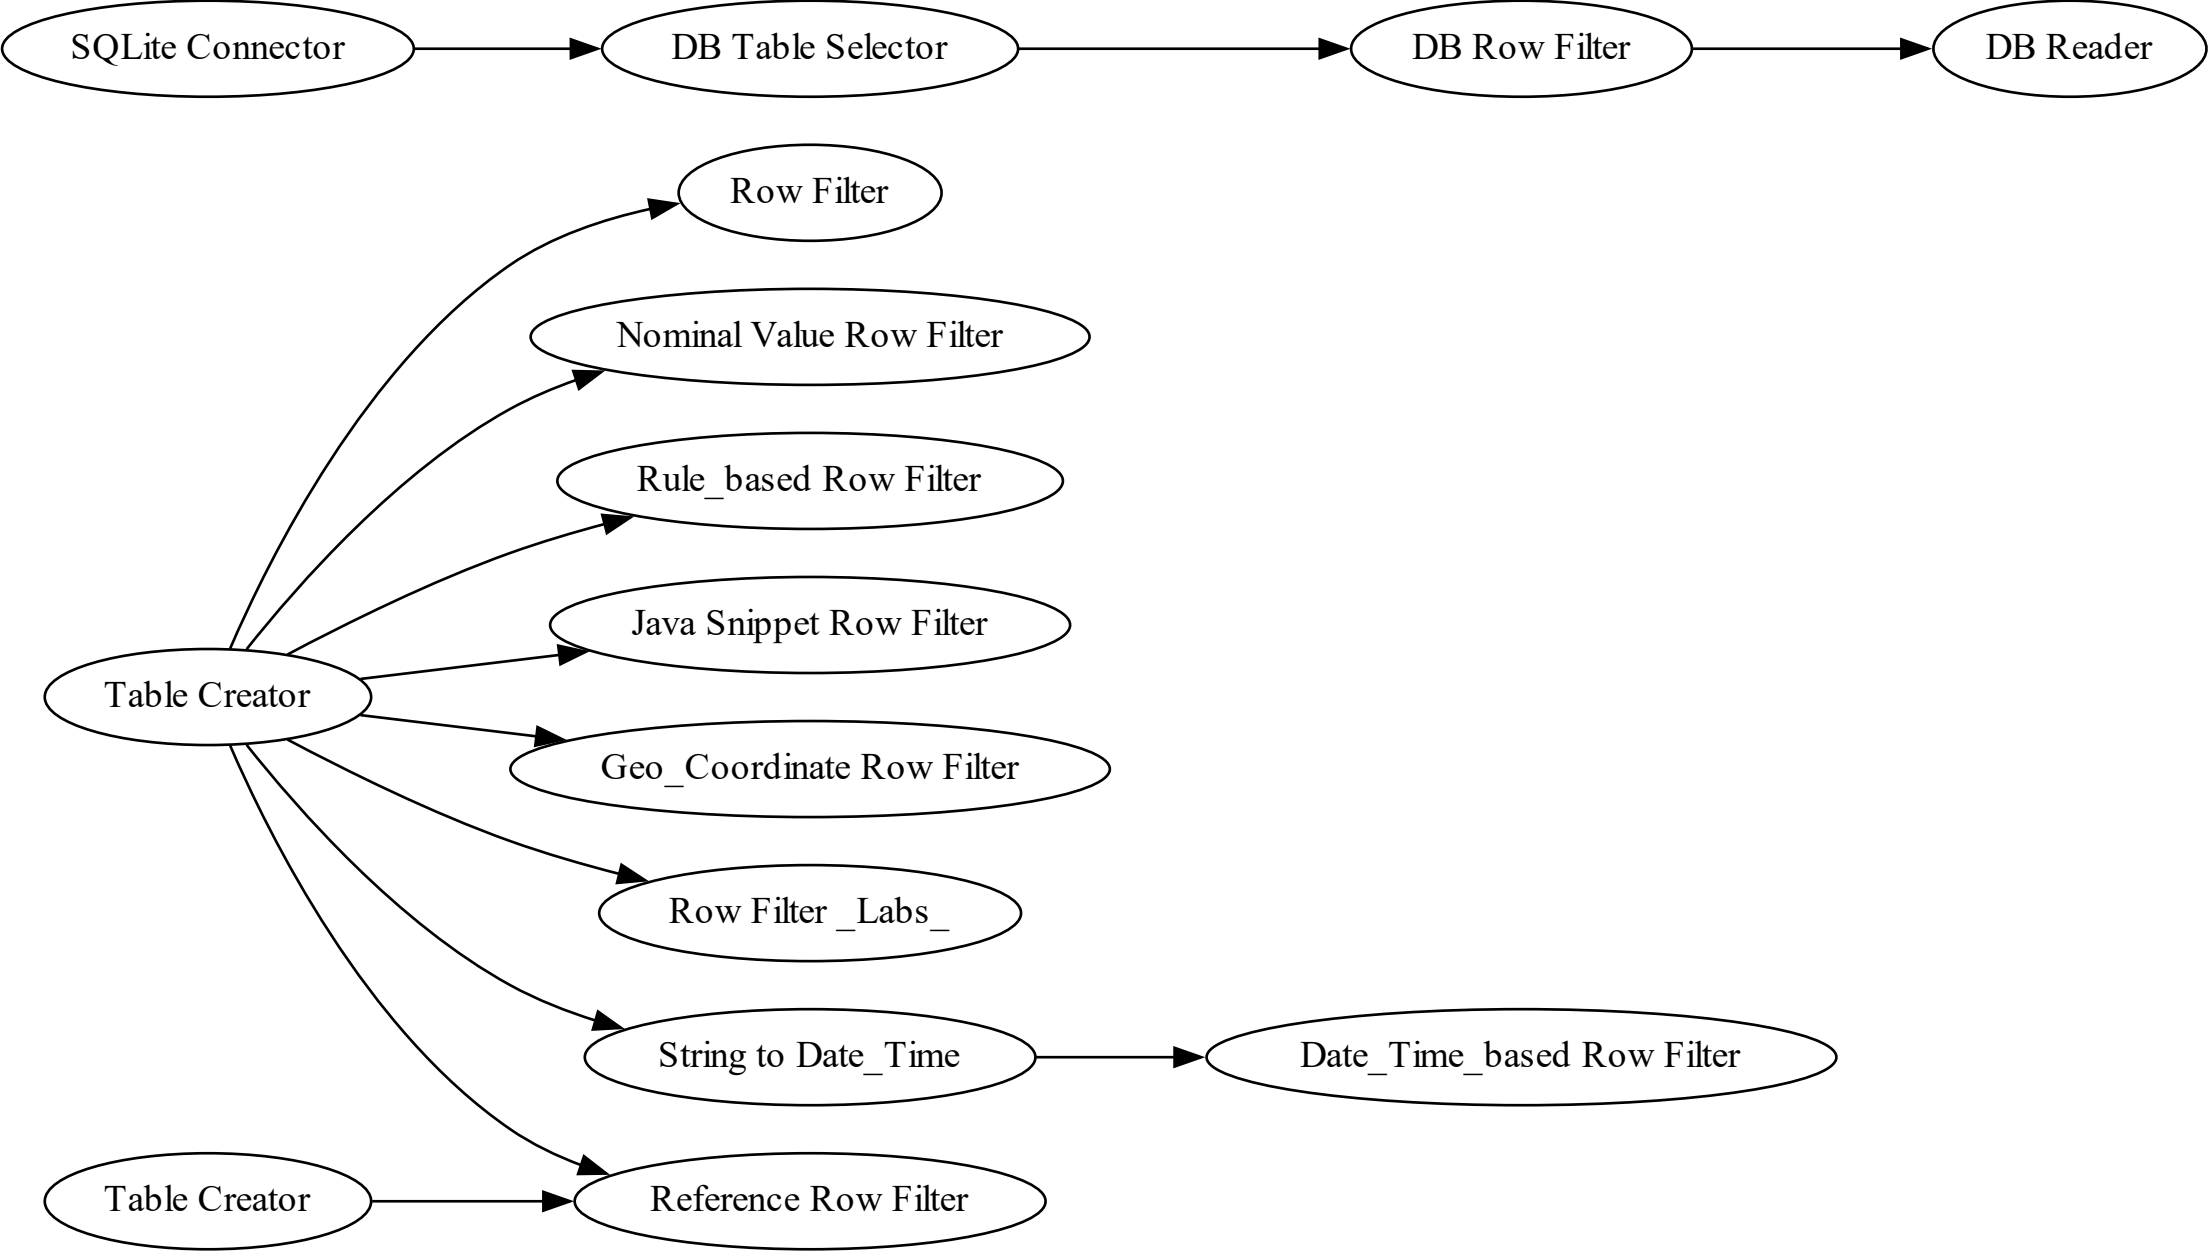 SQLite Connector
DB Table Selector
DB Row Filter
DB Reader
Row Filter
Nominal Value Row Filter
Rule_based Row Filter
Java Snippet Row Filter
Table Creator
Geo_Coordinate Row Filter
Row Filter _Labs_
String to Date_Time
Date_Time_based Row Filter
Table Creator
Reference Row Filter